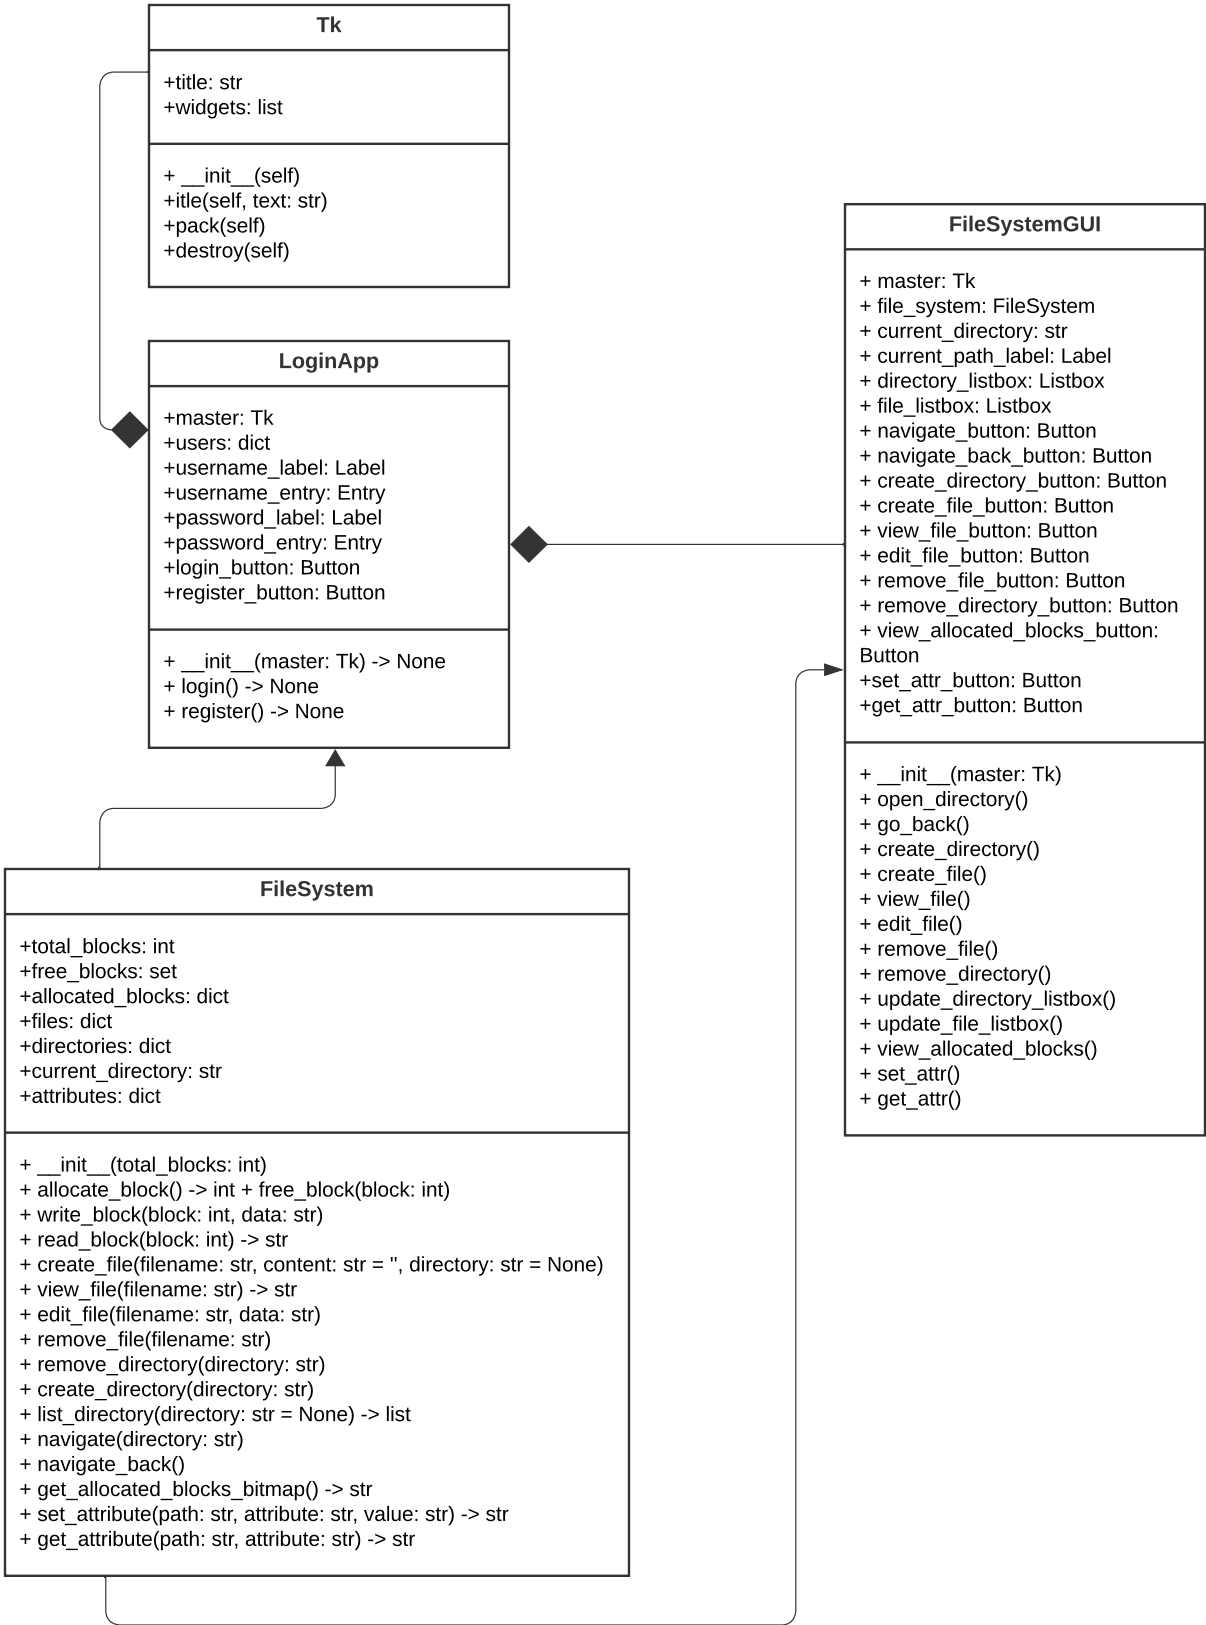 Tk
+title: str
+widgets: list
+ __init__(self)
+itle(self, text: str)
+pack(self)
+destroy(self)
LoginApp
+master: Tk
+users: dict
+username_label: Label
+username_entry: Entry
+password_label: Label
+password_entry: Entry
+login_button: Button
+register_button: Button
+ __init__(master: Tk) -> None
+ login() -> None
+ register() -> None
FileSystemGUI
+ master: Tk
+ file_system: FileSystem
+ current_directory: str
+ current_path_label: Label
+ directory_listbox: Listbox
+ file_listbox: Listbox
+ navigate_button: Button
+ navigate_back_button: Button
+ create_directory_button: Button
+ create_file_button: Button
+ view_file_button: Button
+ edit_file_button: Button
+ remove_file_button: Button
+ remove_directory_button: Button
+ view_allocated_blocks_button:
Button
+set_attr_button: Button
+get_attr_button: Button
+ __init__(master: Tk)
+ open_directory()
+ go_back()
+ create_directory()
+ create_file()
+ view_file()
+ edit_file()
+ remove_file()
+ remove_directory()
+ update_directory_listbox()
+ update_file_listbox()
+ view_allocated_blocks()
+ set_attr()
+ get_attr()
FileSystem
+total_blocks: int
+free_blocks: set
+allocated_blocks: dict
+files: dict
+directories: dict
+current_directory: str
+attributes: dict
+ __init__(total_blocks: int)
+ allocate_block() -> int + free_block(block: int)
+ write_block(block: int, data: str)
+ read_block(block: int) -> str
+ create_file(filename: str, content: str = '', directory: str = None)
+ view_file(filename: str) -> str
+ edit_file(filename: str, data: str)
+ remove_file(filename: str)
+ remove_directory(directory: str)
+ create_directory(directory: str)
+ list_directory(directory: str = None) -> list
+ navigate(directory: str)
+ navigate_back()
+ get_allocated_blocks_bitmap() -> str
+ set_attribute(path: str, attribute: str, value: str) -> str
+ get_attribute(path: str, attribute: str) -> str